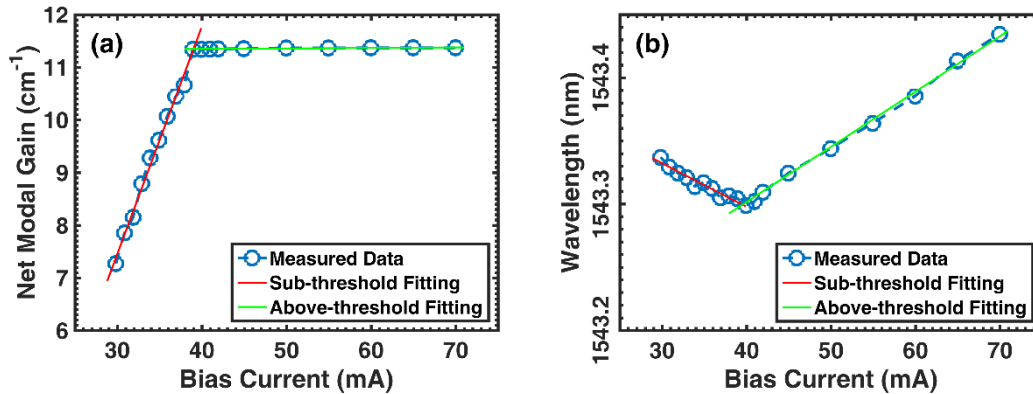 (a)
Net Modal Gain (cm⁻¹)
12
11
10
9
8
7
6
Measured Data
Sub-threshold Fitting
Above-threshold Fitting
30 40 50 60 70
Bias Current (mA)
(b)
Wavelength (nm)
1543.4
1543.3
1543.2
Measured Data
Sub-threshold Fitting
Above-threshold Fitting
30 40 50 60 70
Bias Current (mA)